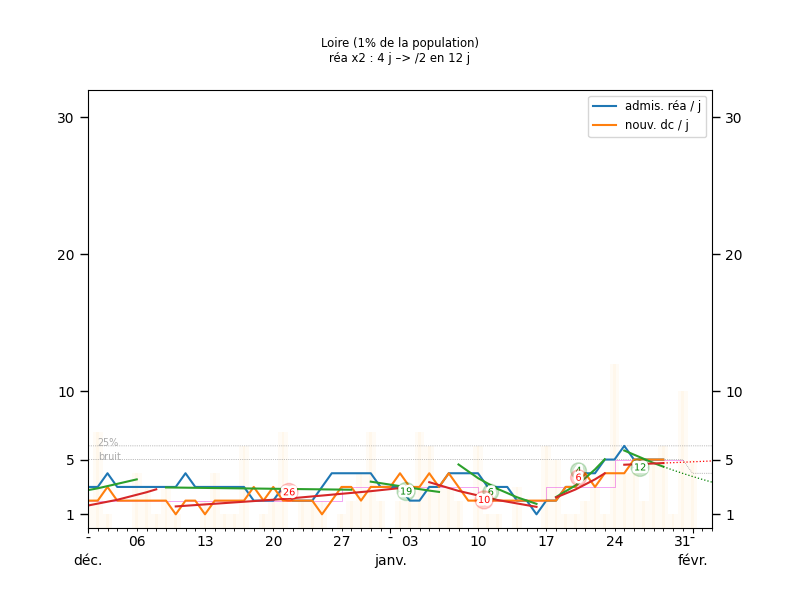 Loire (1% de la population)
réa x2 : 4 j –> /2 en 12 j
admis. réa / j
nouv. dc / j
30 30
20 20
10 10
25%
bruit
5 5
1 1
26 19 10 6 6 12
- 06 13 20 27 - 03 10 17 24 31 -
déc. janv. févr.